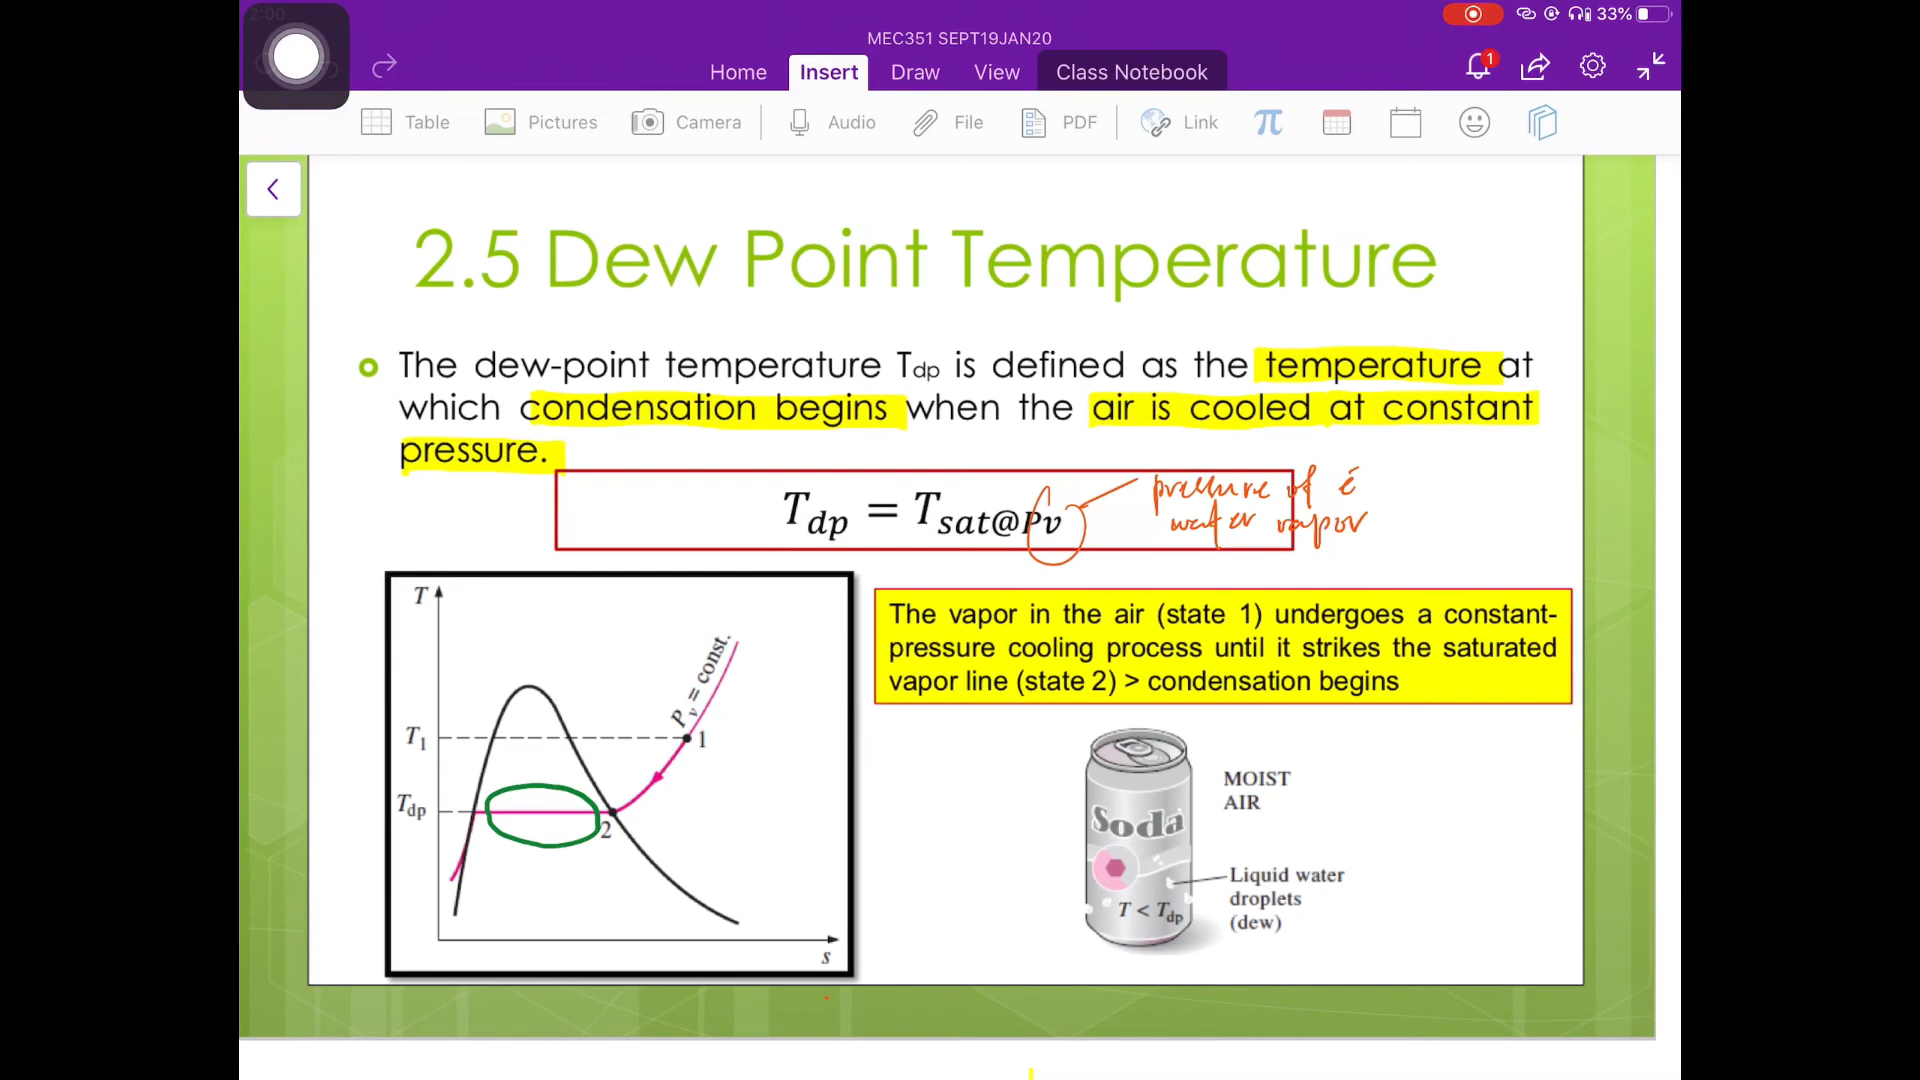 2:00
33%
MEC351 SEPT19JAN20
1
Home Insert Draw View Class Notebook
Table Pictures Camera Audio File PDF Link π
2.5 Dew Point Temperature
The dew-point temperature Tdp is defined as the temperature at
which condensation begins when the air is cooled at constant
pressure.
Tdp = Tsat@Pv
pressure of
water vapor
T
Pv = const.
T1
1
Tdp
2
s
The vapor in the air (state 1) undergoes a constant-
pressure cooling process until it strikes the saturated
vapor line (state 2) > condensation begins
MOIST
AIR
Soda
Liquid water
droplets
(dew)
T < Tdp